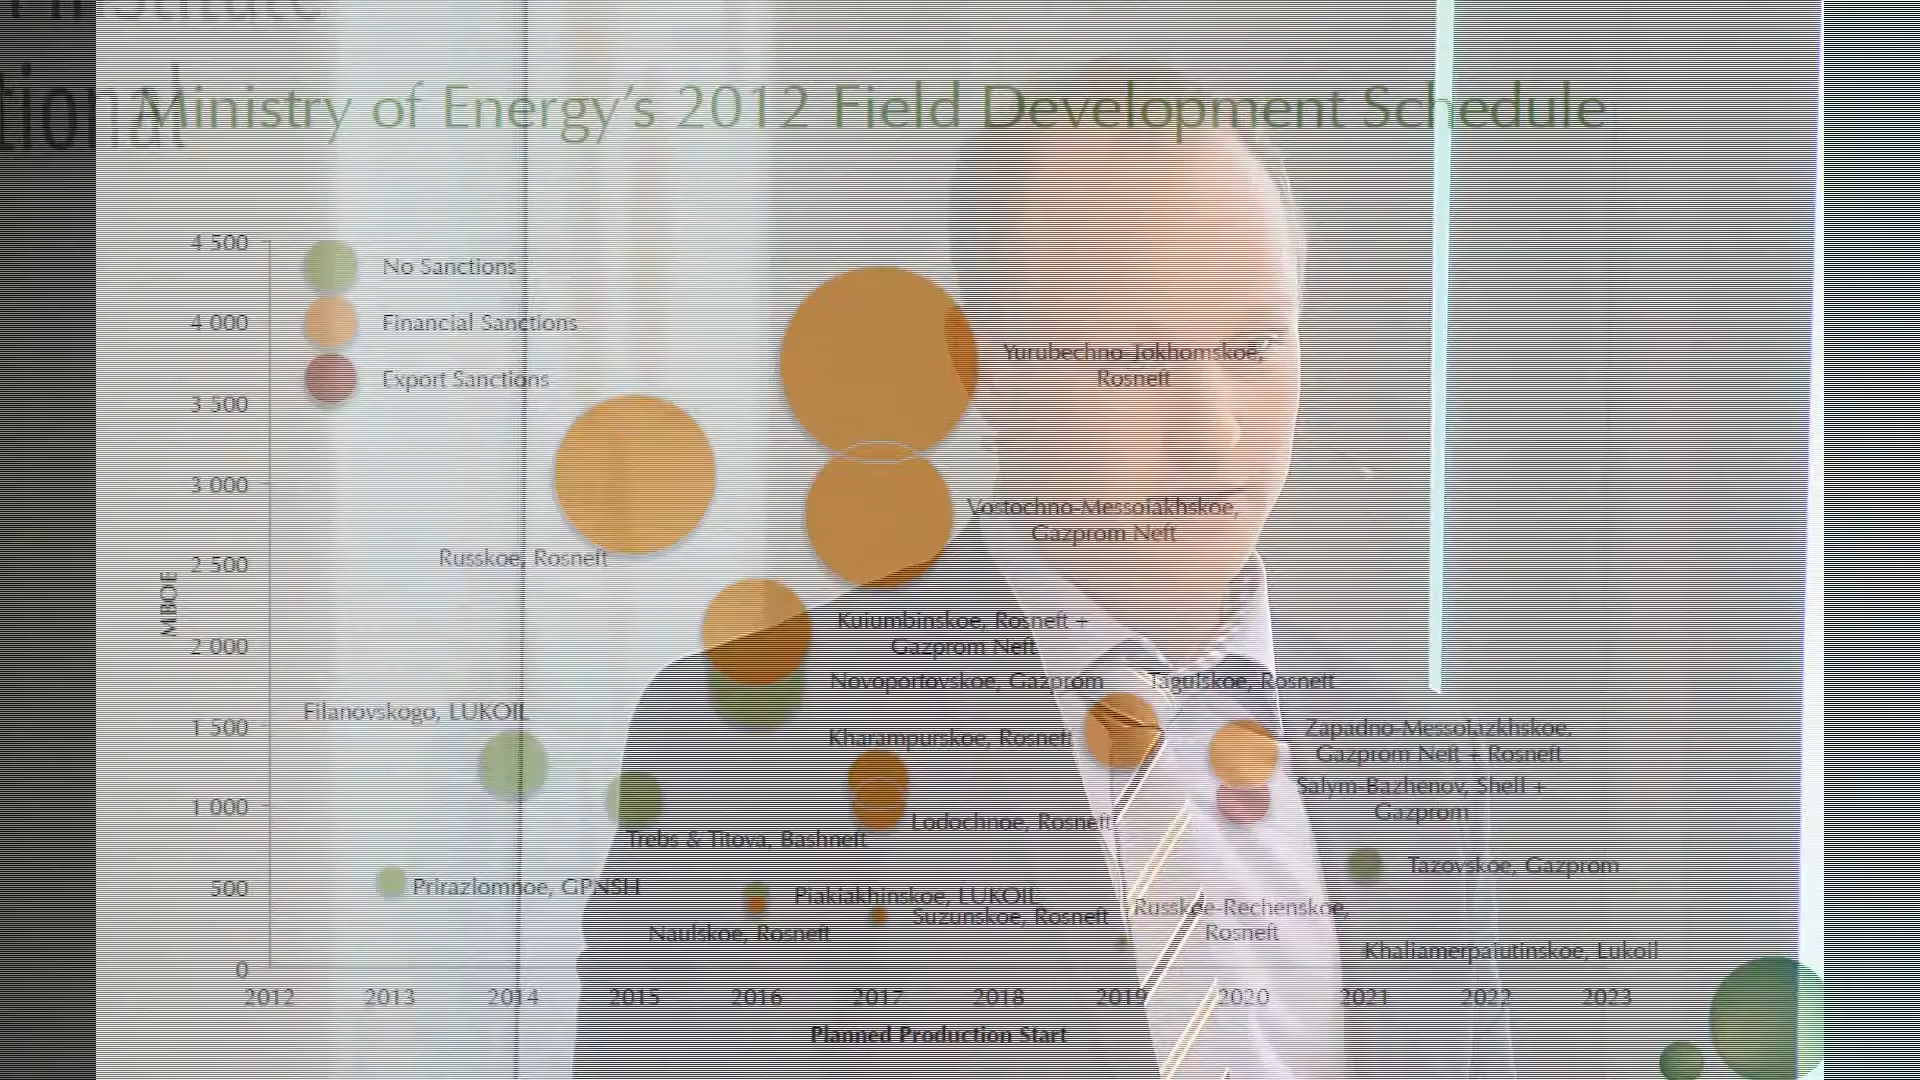 Institute
tional
Ministry of Energy's 2012 Field Development Schedule
4 500
4 000
3 500
3 000
2 500
2 000
1 500
1 000
500
0
MBOE
No Sanctions
Financial Sanctions
Export Sanctions
Yurubechno-Tokhomskoe,
Rosneft
Vostochno-Messoiakhskoe,
Gazprom Neft
Russkoe, Rosneft
Kuiumbinskoe, Rosneft +
Gazprom Neft
Novoportovskoe, Gazprom
Tagulskoe, Rosneft
Filanovskogo, LUKOIL
Kharampurskoe, Rosneft
Zapadno-Messoiazkhskoe,
Gazprom Neft + Rosneft
Salym-Bazhenov, Shell +
Gazprom
Lodochnoe, Rosneft
Trebs & Titova, Bashneft
Tazovskoe, Gazprom
Prirazlomnoe, GPNSH
Piakiakhinskoe, LUKOIL
Suzunskoe, Rosneft
Russkoe-Rechenskoe,
Rosneft
Naulskoe, Rosneft
Khaliamerpaiutinskoe, Lukoil
2012 2013 2014 2015 2016 2017 2018 2019 2020 2021 2022 2023
Planned Production Start